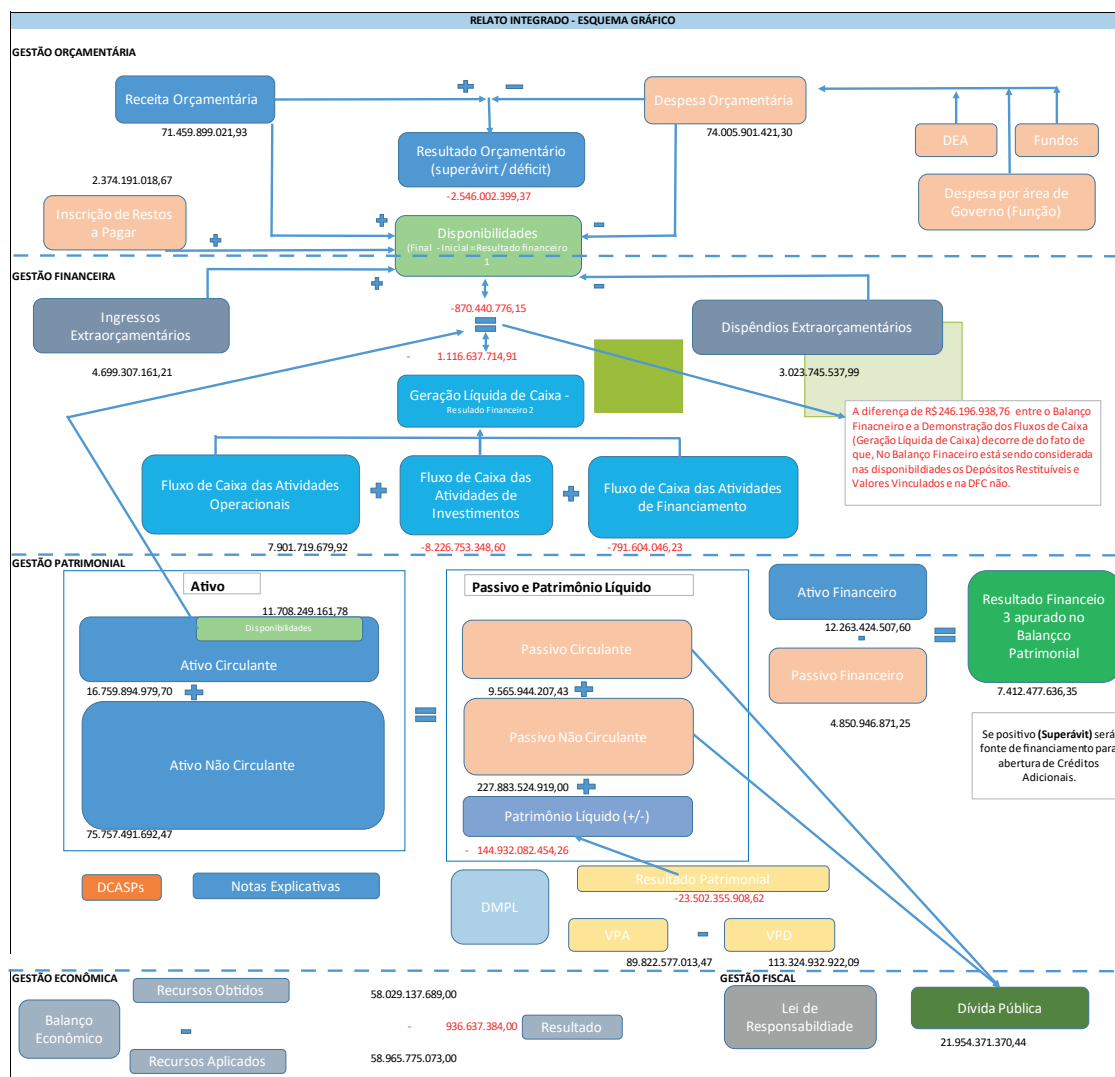 RELATO INTEGRADO - ESQUEMA GRÁFICO
GESTÃO ORÇAMENTÁRIA
Receita Orçamentária
71.459.899.021,93
Despesa Orçamentária
74.005.901.421,30
DEA
Fundos
Resultado Orçamentário
(superávirt / déficit)
-2.546.002.399,37
Despesa por área de
Governo (Função)
2.374.191.018,67
Inscrição de Restos
a Pagar
Disponibilidades
(Final - Inicial = Resultado financeiro
1
GESTÃO FINANCEIRA
Ingressos
Extraorçamentários
4.699.307.161,21
-870.440.776,15
Dispêndios Extraorçamentários
3.023.745.537,99
- 1.116.637.714,91
Geração Líquida de Caixa -
Resulado Financeiro 2
A diferença de R$246.196.938,76 entre o Balanço
Finacneiro e a Demonstração dos Fluxos de Caixa
(Geração Líquida de Caixa) decorre de do fato de
que, No Balanço Finaceiro está sendo considerada
nas disponibildiades os Depósitos Restituíveis e
Valores Vinculados e na DFC não.
Fluxo de Caixa das Atividades
Operacionais
7.901.719.679,92
Fluxo de Caixa das
Atividades de
Investimentos
-8.226.753.348,60
Fluxo de Caixa das Atividades
de Financiamento
-791.604.046,23
GESTÃO PATRIMONIAL
Ativo
11.708.249.161,78
Disponibilidades
Ativo Circulante
16.759.894.979,70
Ativo Não Circulante
75.757.491.692,47
Passivo e Patrimônio Líquido
Passivo Circulante
9.565.944.207,43
Passivo Não Circulante
227.883.524.919,00
Patrimônio Líquido (+/-)
- 144.932.082.454,26
Ativo Financeiro
12.263.424.507,60
Passivo Financeiro
4.850.946.871,25
Resultado Financeio
3 apurado no
Balançco
Patrimonial
7.412.477.636,35
Se positivo (Superávit) será
fonte de financiamento para
abertura de Créditos
Adicionais.
DCASPs
Notas Explicativas
DMPL
Resultado Patrimonial
-23.502.355.908,62
VPA
VPD
89.822.577.013,47
113.324.932.922,09
GESTÃO ECONÔMICA
Balanço
Econômico
Recursos Obtidos
58.029.137.689,00
- 936.637.384,00
Resultado
Recursos Aplicados
58.965.775.073,00
GESTÃO FISCAL
Lei de
Responsabildiade
Dívida Pública
21.954.371.370,44